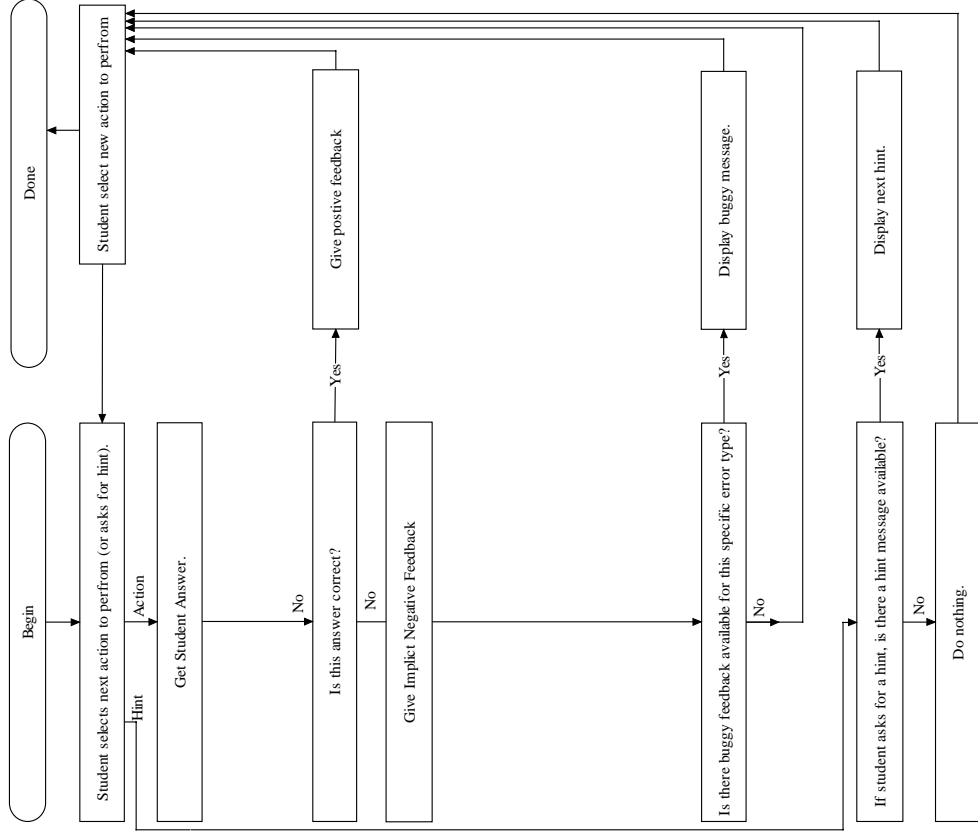 Begin
Student selects next action to perfrom (or asks for hint).
Hint
Action
Get Student Answer.
No
Is this answer correct?
Yes
No
Give Implict Negative Feedback
Is there buggy feedback available for this specific error type?
Yes
No
If student asks for a hint, is there a hint message available?
Yes
No
Do nothing.
Done
Student select new action to perfrom
Give postive feedback
Display buggy message.
Display next hint.